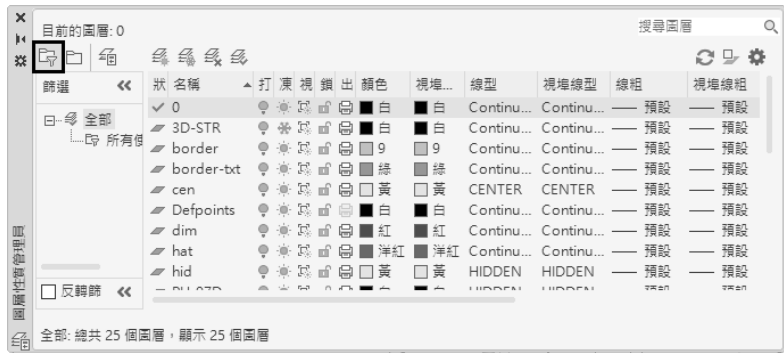 目前的圖層: 0
搜尋圖層
篩選
狀 名稱 打 凍 視 鎖 出 顏色 視埠... 線型 視埠線型 線組 視埠線組
全部
所有使
0 白 白 Continu... Continu... 預設 預設
3D-STR 白 白 Continu... Continu... 預設 預設
border 9 9 Continu... Continu... 預設 預設
border-txt 綠 綠 Continu... Continu... 預設 預設
cen 黃 黃 CENTER CENTER 預設 預設
Defpoints 白 白 Continu... Continu... 預設 預設
dim 紅 紅 Continu... Continu... 預設 預設
hat 洋紅 洋紅 Continu... Continu... 預設 預設
hid 黃 黃 HIDDEN HIDDEN 預設 預設
反轉篩
全部: 總共 25 個圖層，顯示 25 個圖層
圖層性質管理員